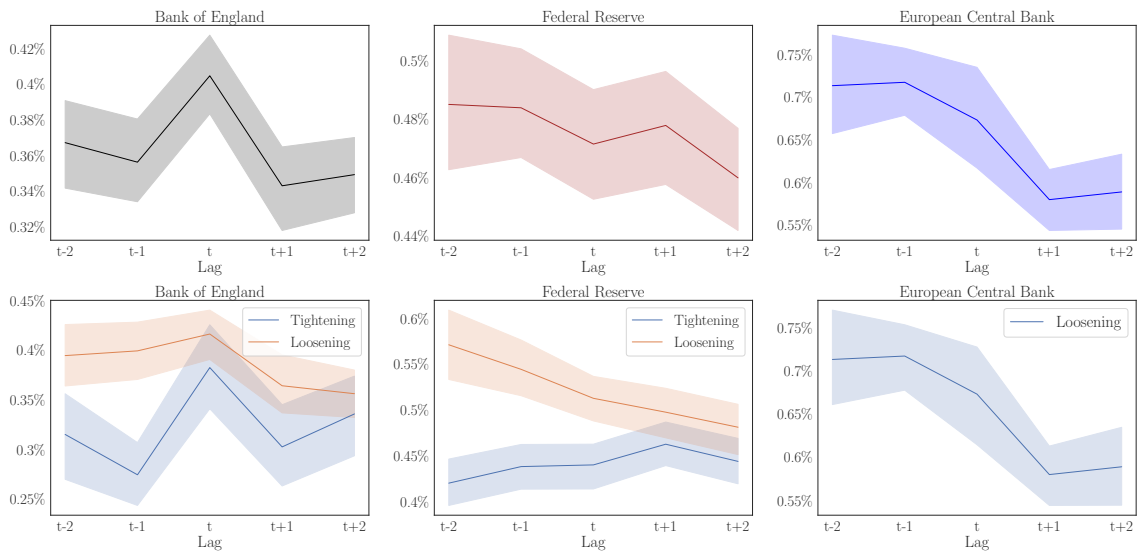 Bank of England
0.42%
0.4%
0.38%
0.36%
0.34%
0.32%
t-2 t-1 t t+1 t+2
Lag
Federal Reserve
0.5%
0.48%
0.46%
0.44%
t-2 t-1 t t+1 t+2
Lag
European Central Bank
0.75%
0.7%
0.65%
0.6%
0.55%
t-2 t-1 t t+1 t+2
Lag
Bank of England
0.45%
0.4%
0.35%
0.3%
0.25%
Tightening
Loosening
t-2 t-1 t t+1 t+2
Lag
Federal Reserve
0.6%
0.55%
0.5%
0.45%
0.4%
Tightening
Loosening
t-2 t-1 t t+1 t+2
Lag
European Central Bank
0.75%
0.7%
0.65%
0.6%
0.55%
Loosening
t-2 t-1 t t+1 t+2
Lag